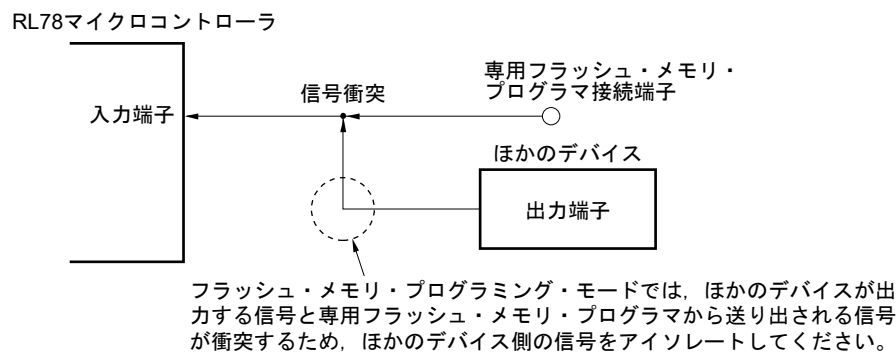 RL78マイクロコントローラ
入力端子
信号衝突
専用フラッシュ・メモリ・
プログラマ接続端子
ほかのデバイス
出力端子
フラッシュ・メモリ・プログラミング・モードでは，ほかのデバイスが出
力する信号と専用フラッシュ・メモリ・プログラマから送り出される信号
が衝突するため，ほかのデバイス側の信号をアイソレートしてください。